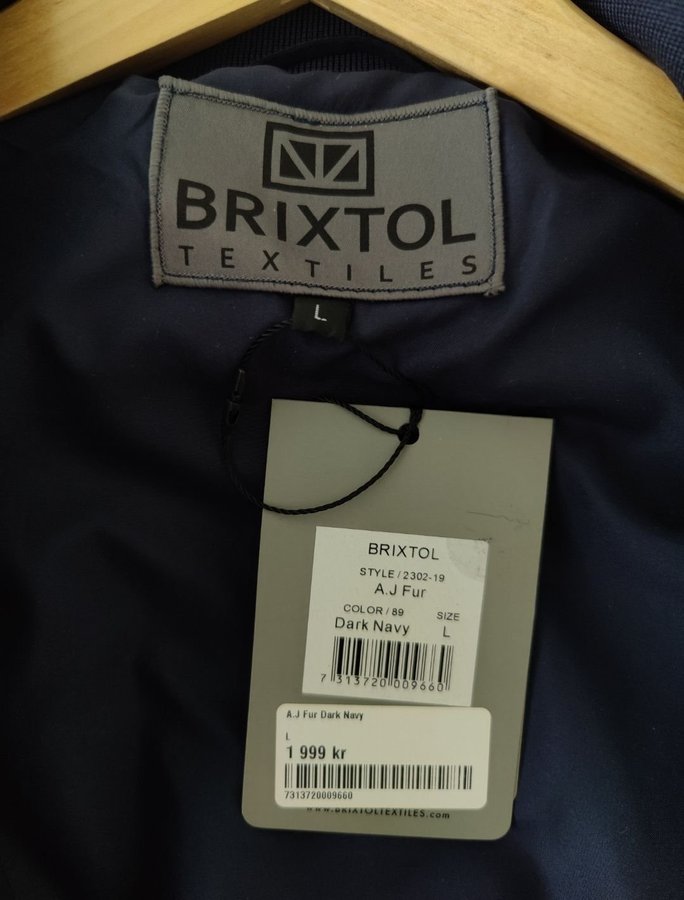 BRIXTOL
TEXTILES
L
BRIXTOL
STYLE / 2302-19
A.J Fur
COLOR / 89 SIZE
Dark Navy L
7 313720 009660
A.J Fur Dark Navy
L
1 999 kr
7313720009660
www.BRIXTOLTEXTILES.com